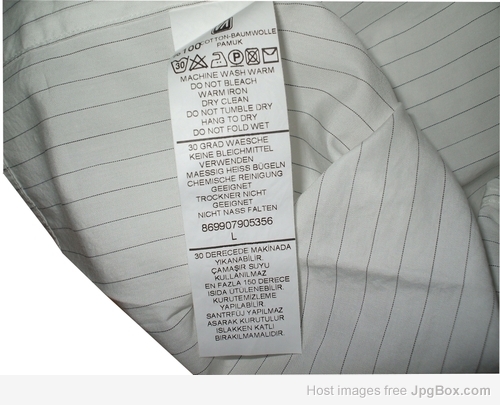 %100 COTTON-BAUMWOLLE
PAMUK
30 P
MACHINE WASH WARM
DO NOT BLEACH
WARM IRON
DRY CLEAN
DO NOT TUMBLE DRY
HANG TO DRY
DO NOT FOLD WET
30 GRAD WAESCHE
KEINE BLEICHMITTEL
VERWENDEN
MAESSIG HEISS BÜGELN
CHEMISCHE REINIGUNG
GEEIGNET
TROCKNER NICHT
GEEIGNET
NICHT NASS FALTEN
869907905356
L
30 DERECEDE MAKINADA
YIKANABILIR.
ÇAMAŞIR SUYU
KULLANILMAZ
EN FAZLA 150 DERECE
ISIDA ÜTÜLENEBILIR.
KURUTEMIZLEME
YAPILABILIR.
SANTRFÜJ YAPILMAZ
ASARAK KURUTULUR
ISLAKKEN KATLI
BIRAKILMAMALIDIR.
Host images free JpgBox.com